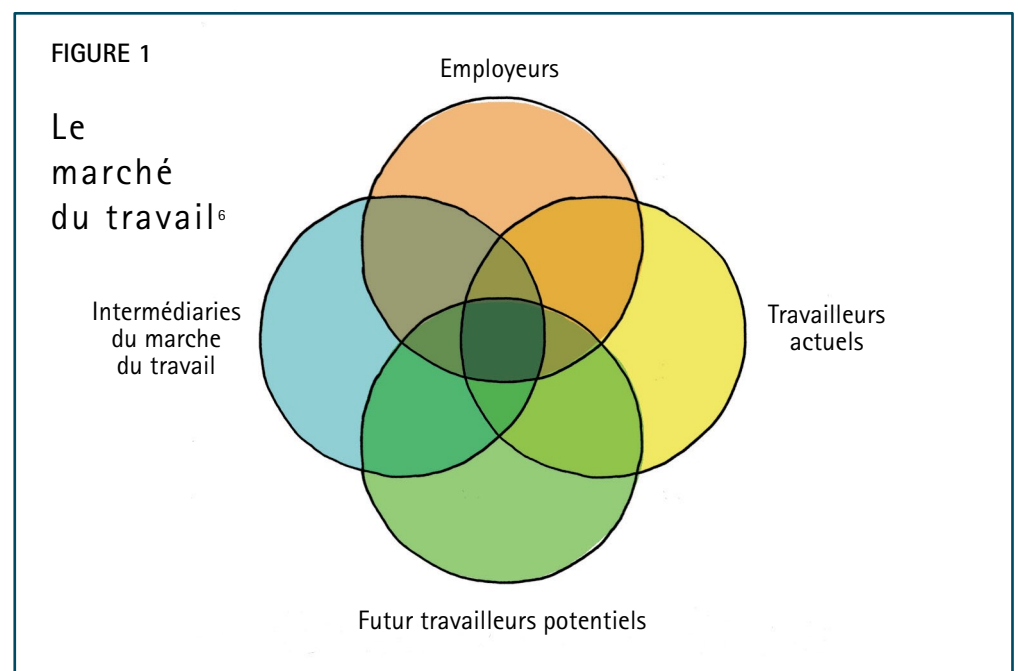 FIGURE 1
Le
marché
du travail⁶
Employeurs
Intermédiaries
du marche
du travail
Travailleurs
actuels
Futur travailleurs potentiels